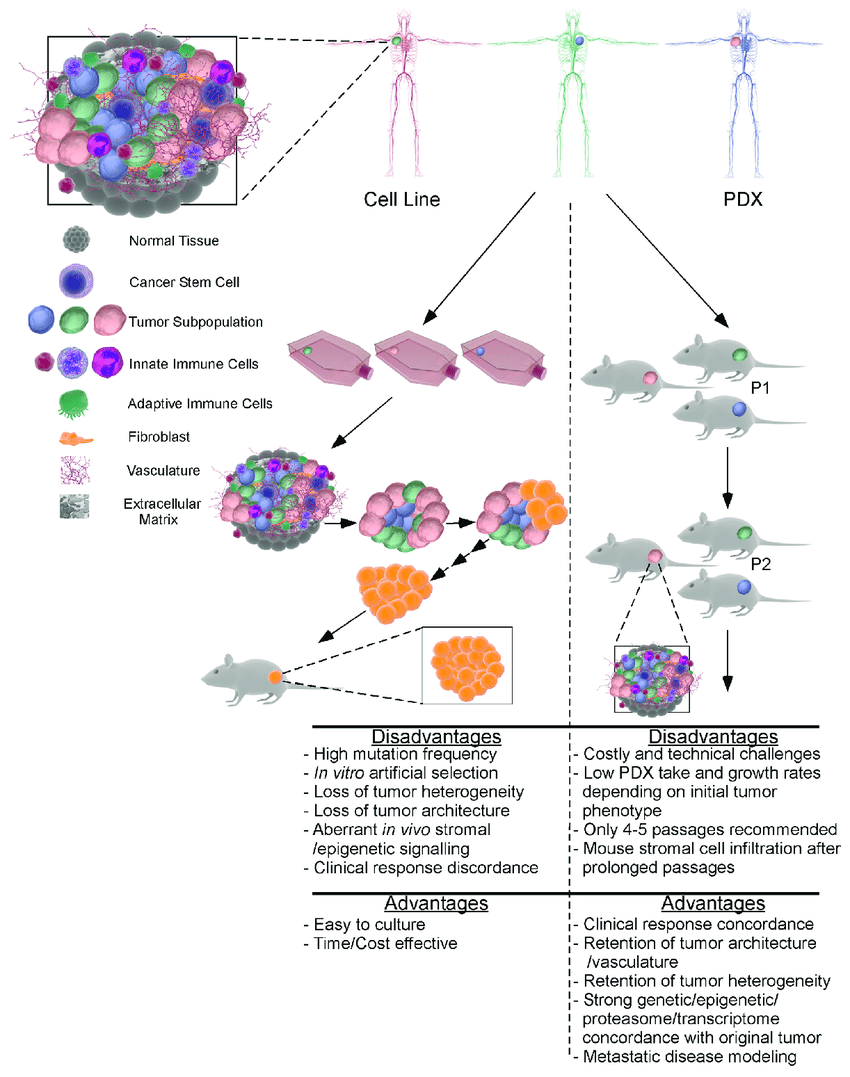 Cell Line
PDX
Normal Tissue
Cancer Stem Cell
Tumor Subpopulation
Innate Immune Cells
Adaptive Immune Cells
Fibroblast
Vasculature
Extracellular
Matrix
P1
P2
Disadvantages
- High mutation frequency
- In vitro artificial selection
- Loss of tumor heterogeneity
- Loss of tumor architecture
- Aberrant in vivo stromal
/epigenetic signalling
- Clinical response discordance
Disadvantages
- Costly and technical challenges
- Low PDX take and growth rates
depending on initial tumor
phenotype
- Only 4-5 passages recommended
- Mouse stromal cell infiltration after
prolonged passages
Advantages
- Easy to culture
- Time/Cost effective
Advantages
- Clinical response concordance
- Retention of tumor architecture
/vasculature
- Retention of tumor heterogeneity
- Strong genetic/epigenetic/
proteasome/transcriptome
concordance with original tumor
- Metastatic disease modeling